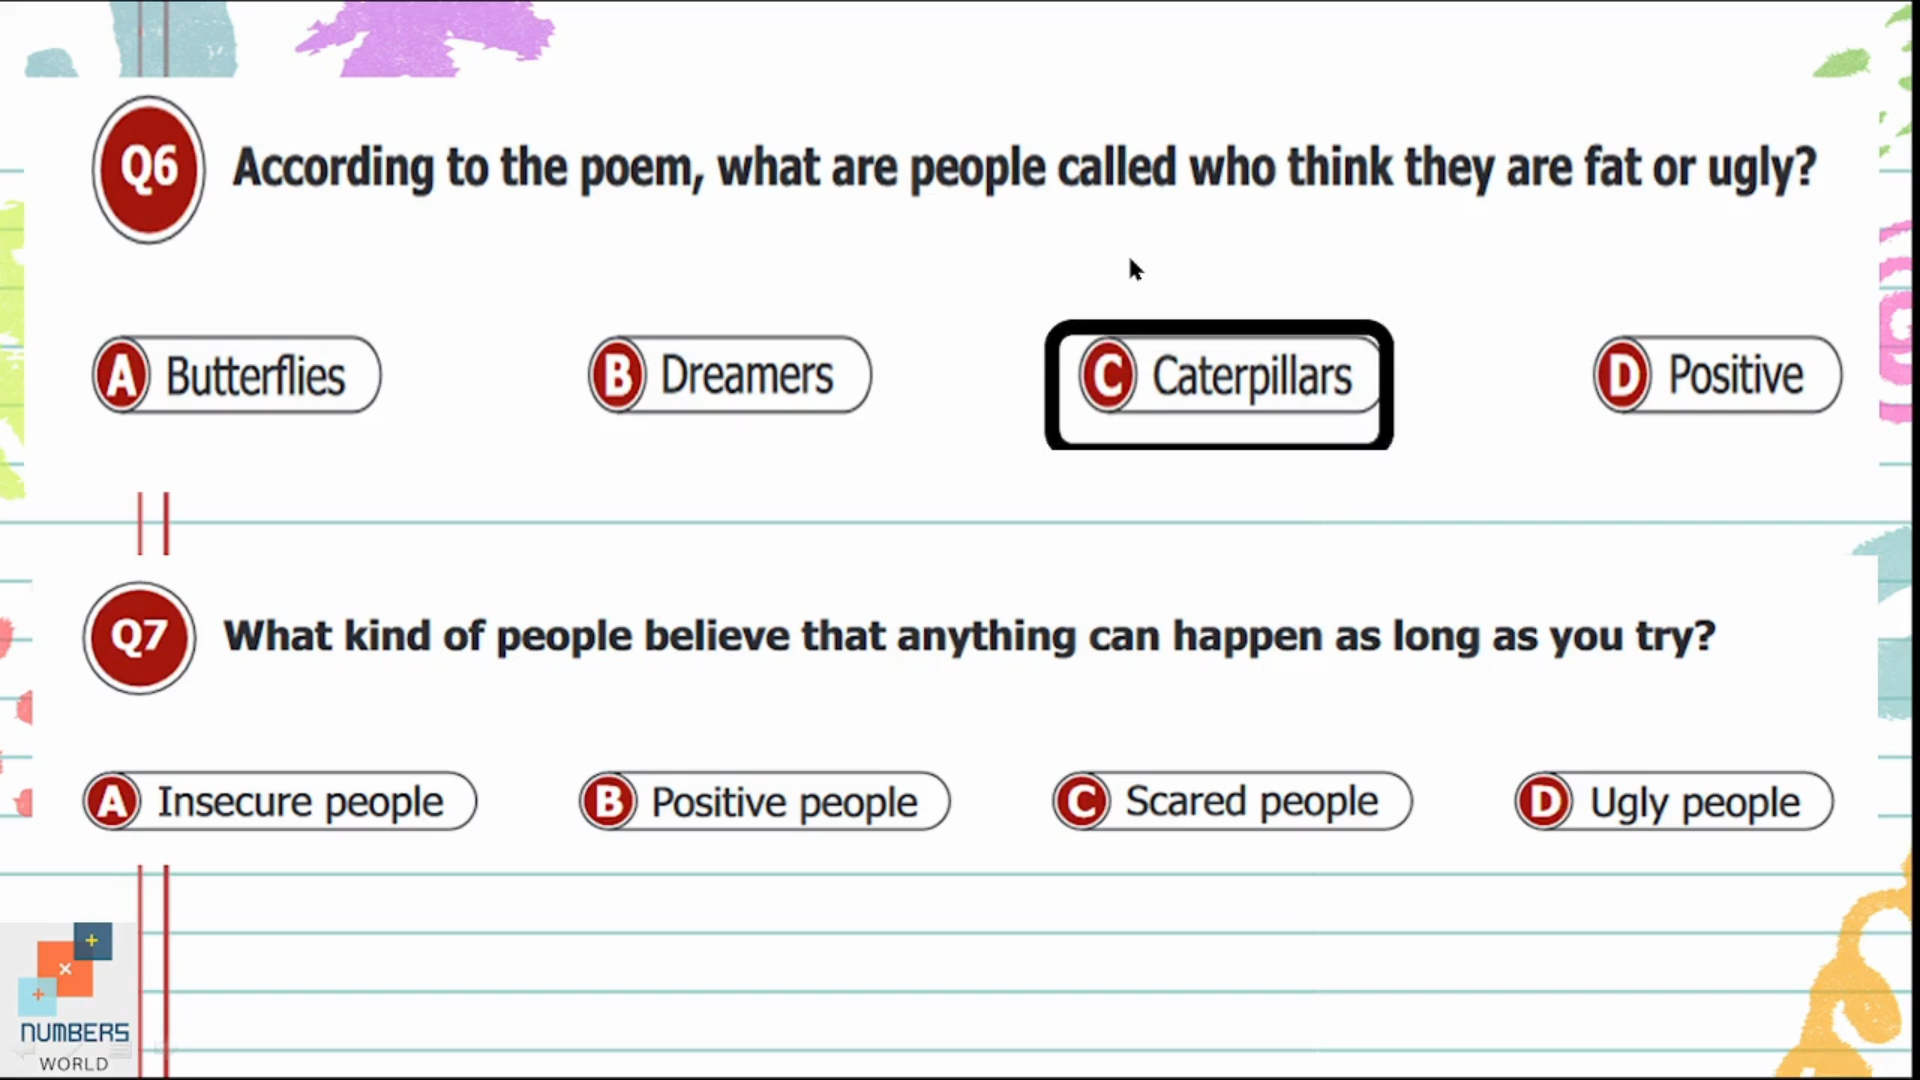 Q6 According to the poem, what are people called who think they are fat or ugly?
A Butterflies B Dreamers C Caterpillars D Positive
Q7 What kind of people believe that anything can happen as long as you try?
A Insecure people B Positive people C Scared people D Ugly people
NUMBERS
WORLD